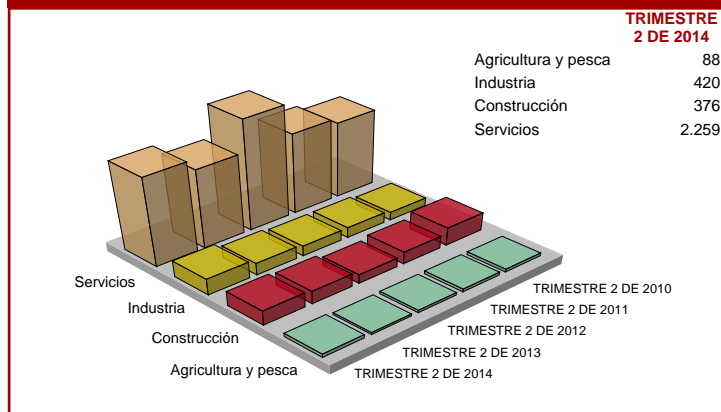 TRIMESTRE
2 DE 2014
Agricultura y pesca 88
Industria 420
Construcción 376
Servicios 2.259
Servicios
Industria
Construcción
Agricultura y pesca
TRIMESTRE 2 DE 2010
TRIMESTRE 2 DE 2011
TRIMESTRE 2 DE 2012
TRIMESTRE 2 DE 2013
TRIMESTRE 2 DE 2014